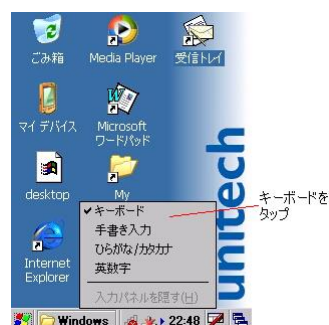 ごみ箱
Media Player
受信トレイ
マイ デバイス
Microsoft
ワードパッド
desktop
My
Internet
Explorer
unitech
キーボード
手書き入力
ひらがな/カタカナ
英数字
入力パネルを隠す(H)
キーボードを
タップ
Windows
22:48